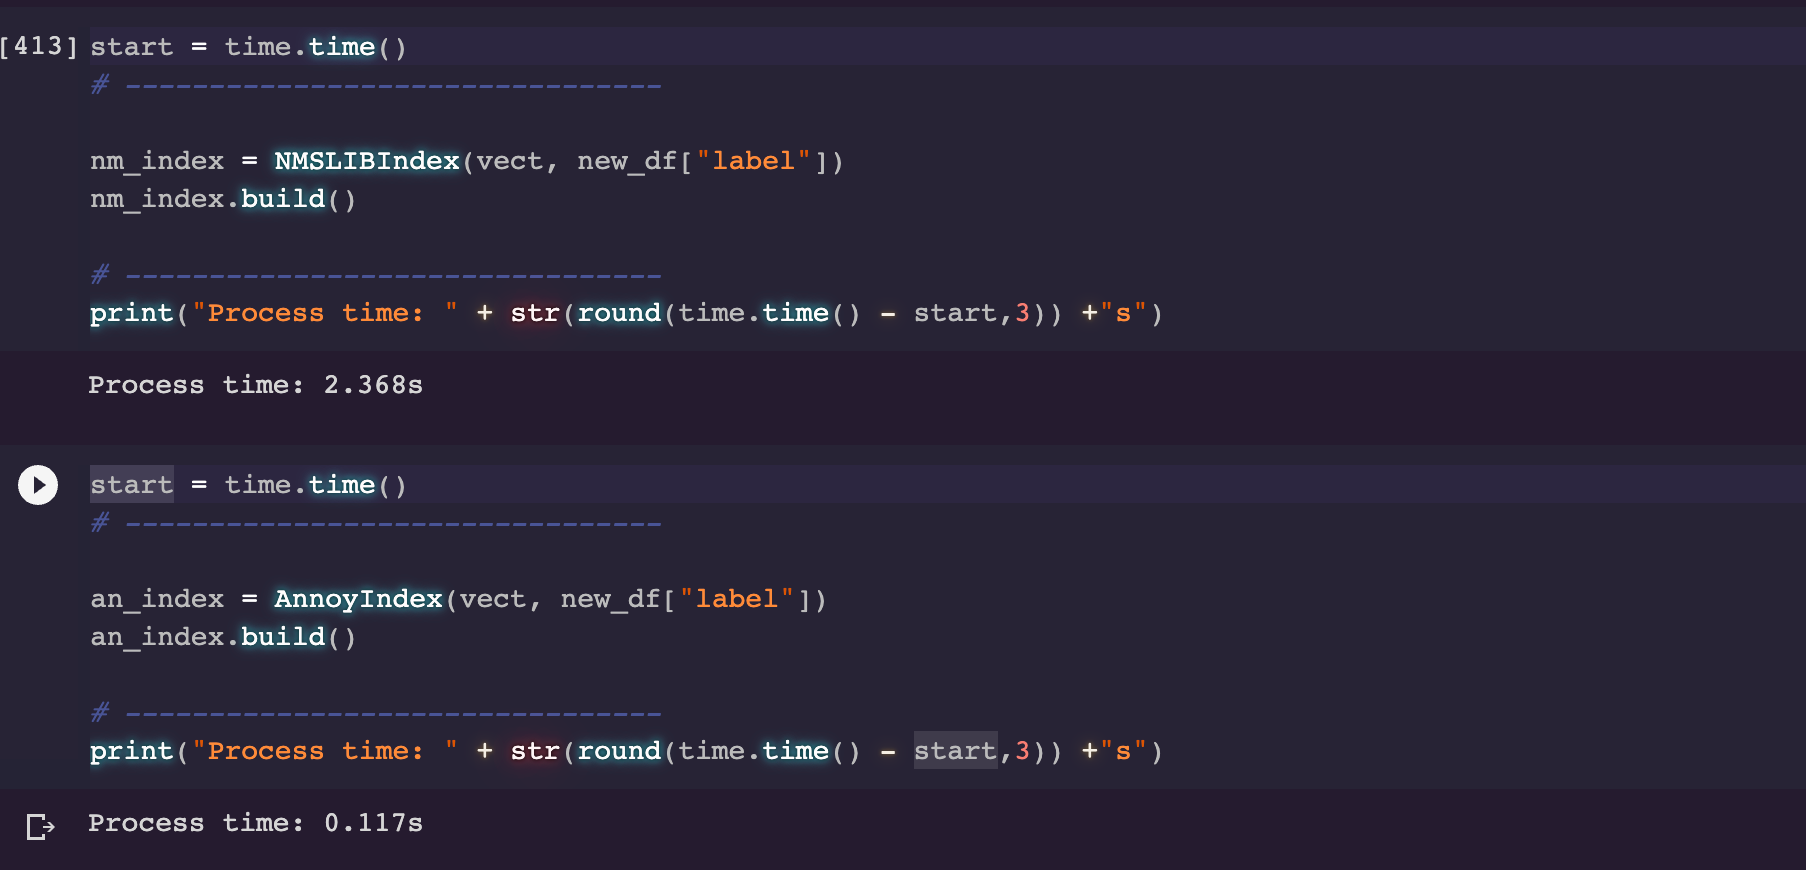 [413] start = time.time()
# --------------------------------
nm_index = NMSLIBIndex(vect, new_df["label"])
nm_index.build()
# --------------------------------
print("Process time: " + str(round(time.time() - start,3)) +"s")
Process time: 2.368s
start = time.time()
# --------------------------------
an_index = AnnoyIndex(vect, new_df["label"])
an_index.build()
# --------------------------------
print("Process time: " + str(round(time.time() - start,3)) +"s")
Process time: 0.117s